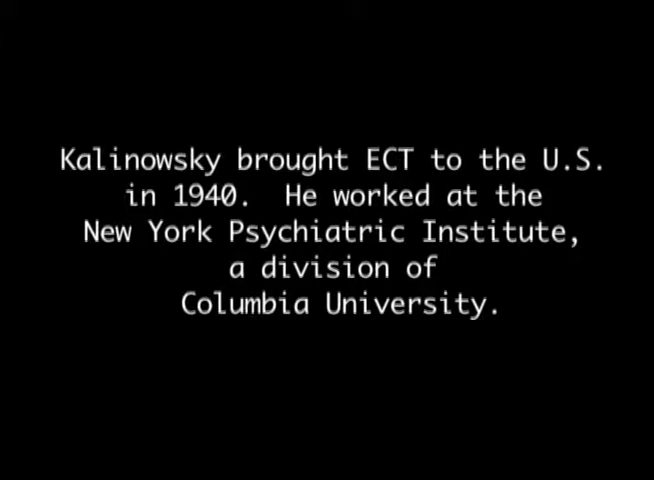 Kalinowsky brought ECT to the U.S.
in 1940.  He worked at the
New York Psychiatric Institute,
a division of
Columbia University.